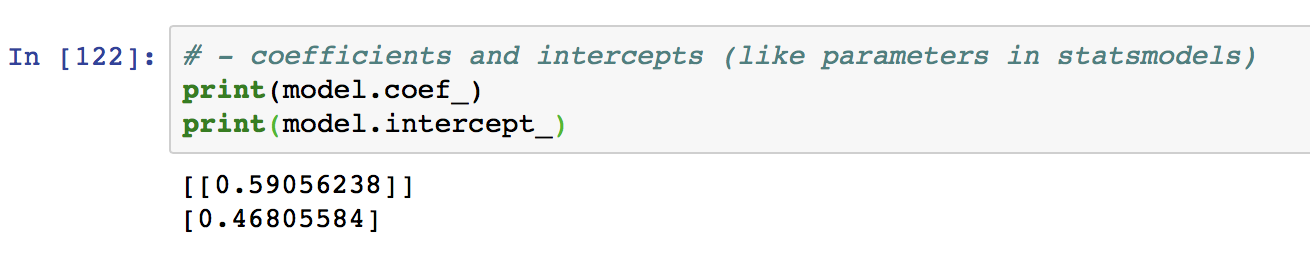 In [122]: # - coefficients and intercepts (like parameters in statsmodels)
print(model.coef_)
print(model.intercept_)
[[0.59056238]]
[0.46805584]